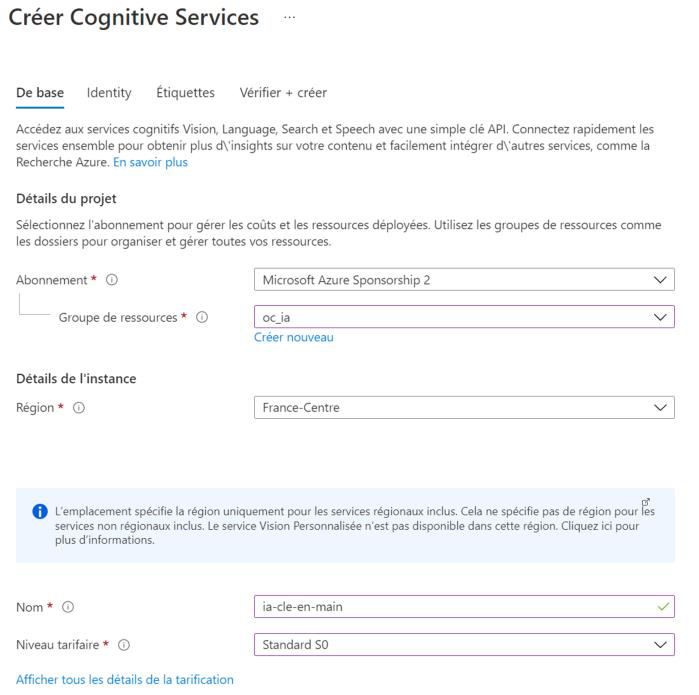 Créer Cognitive Services ...
De base Identity Étiquettes Vérifier + créer
Accédez aux services cognitifs Vision, Language, Search et Speech avec une simple clé API. Connectez rapidement les
services ensemble pour obtenir plus d\'insights sur votre contenu et facilement intégrer d\'autres services, comme la
Recherche Azure. En savoir plus
Détails du projet
Sélectionnez l'abonnement pour gérer les coûts et les ressources déployées. Utilisez les groupes de ressources comme
les dossiers pour organiser et gérer toutes vos ressources.
Abonnement * Microsoft Azure Sponsorship 2
Groupe de ressources * oc_ia
Créer nouveau
Détails de l'instance
Région * France-Centre
L'emplacement spécifie la région uniquement pour les services régionaux inclus. Cela ne spécifie pas de région pour les
services non régionaux inclus. Le service Vision Personnalisée n'est pas disponible dans cette région. Cliquez ici pour
plus d'informations.
Nom * ia-cle-en-main
Niveau tarifaire * Standard S0
Afficher tous les détails de la tarification